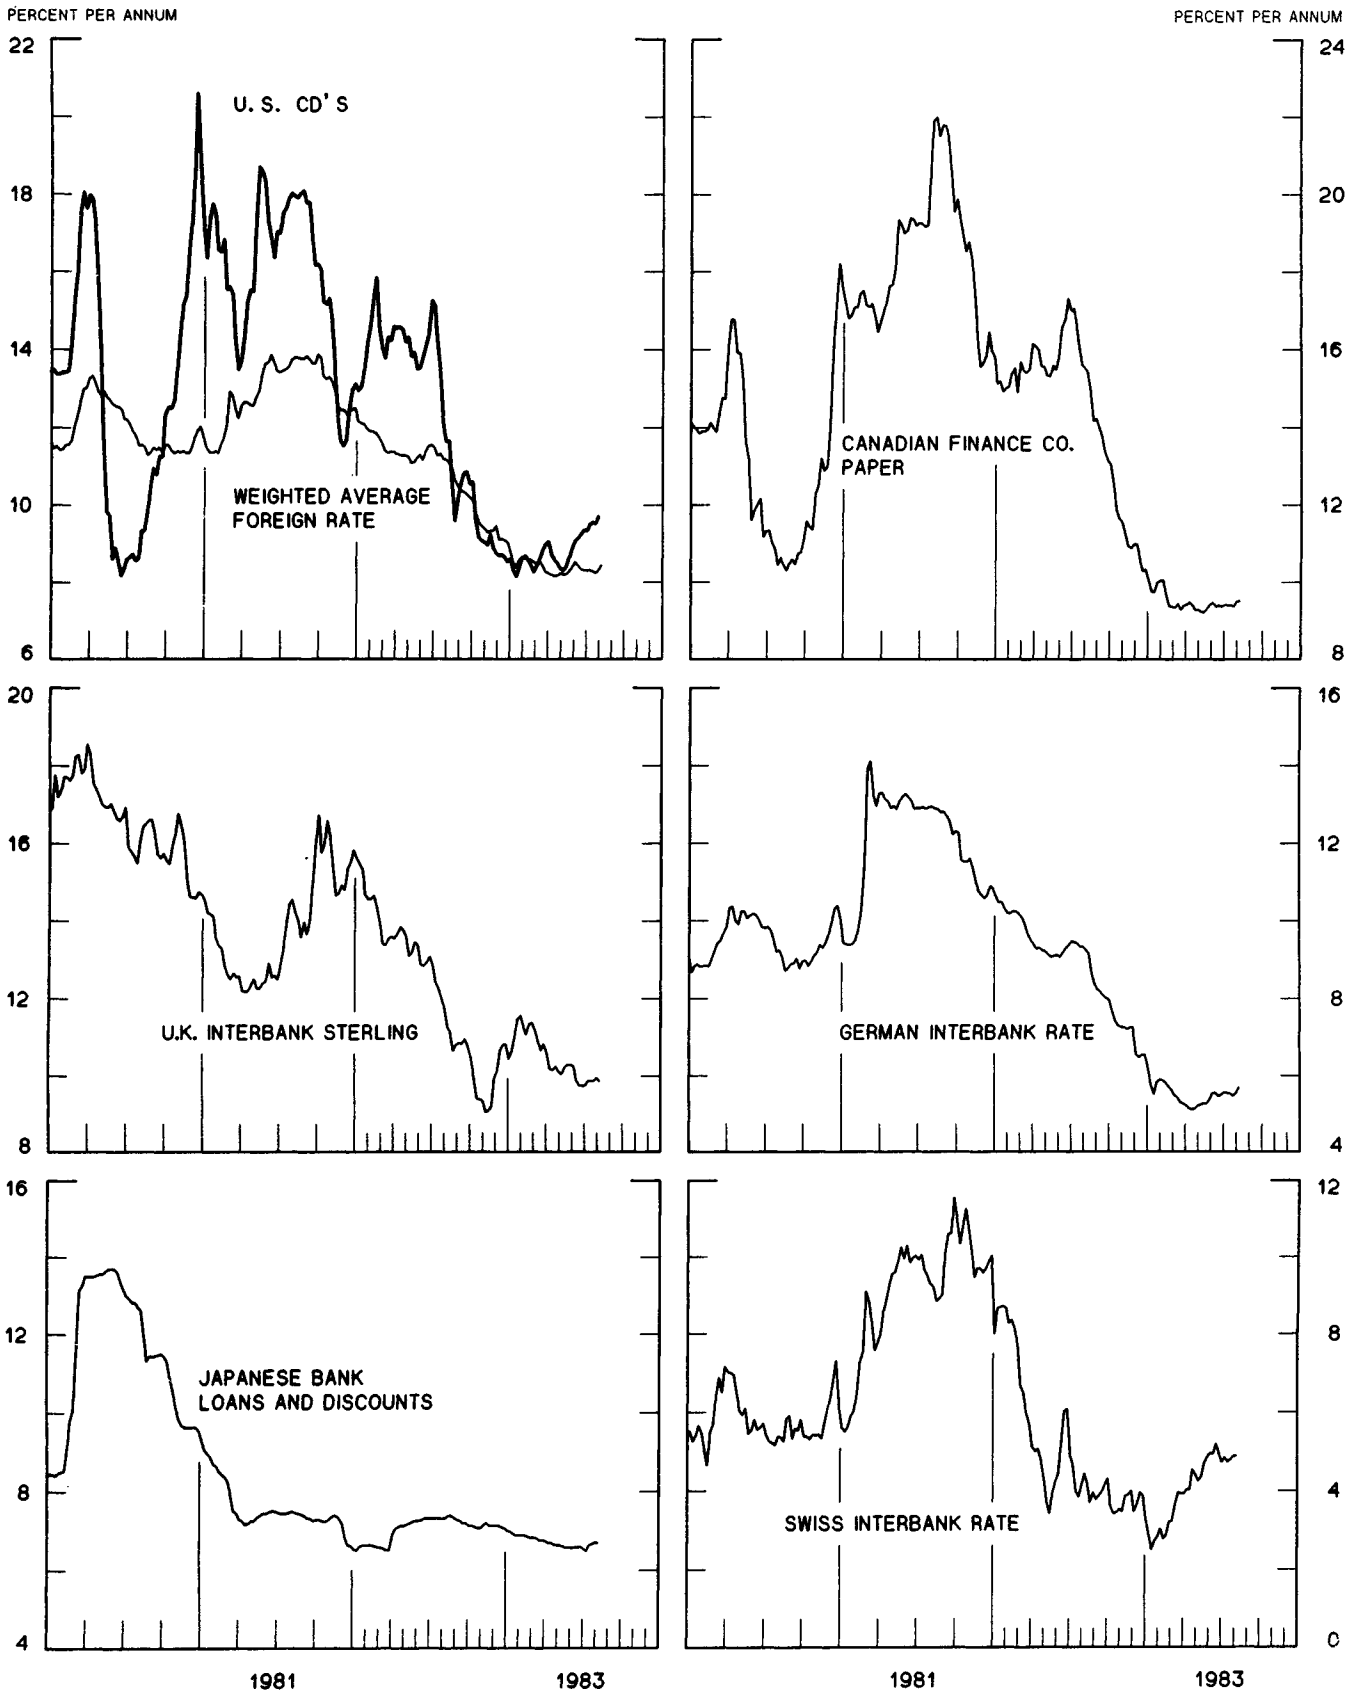 PERCENT PER ANNUM
PERCENT PER ANNUM
22
24
U.S. CD'S
18
20
14
16
CANADIAN FINANCE CO.
PAPER
WEIGHTED AVERAGE
FOREIGN RATE
10
12
6
8
20
16
16
12
12
8
U.K. INTERBANK STERLING
GERMAN INTERBANK RATE
8
4
16
12
12
8
JAPANESE BANK
LOANS AND DISCOUNTS
8
4
SWISS INTERBANK RATE
4
0
1981
1983
1981
1983